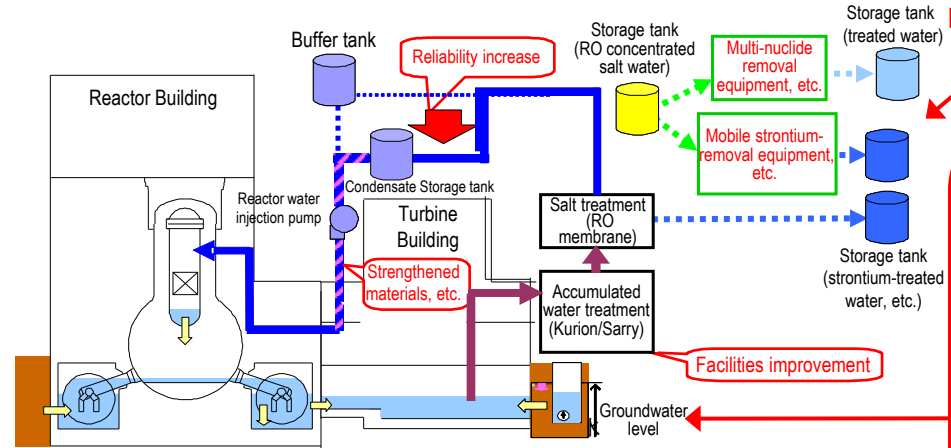 Storage tank
(treated water)
Storage tank
(RO concentrated
salt water)
Multi-nuclide
removal
equipment, etc.
Buffer tank
Reliability increase
Reactor Building
Mobile strontium-
removal equipment,
etc.
Condensate Storage tank
Reactor water
injection pump
Turbine
Building
Salt treatment
(RO
membrane)
Storage tank
(strontium-treated
water, etc.)
Strengthened
materials, etc.
Accumulated
water treatment
(Kurion/Sarry)
Facilities improvement
Groundwater
level